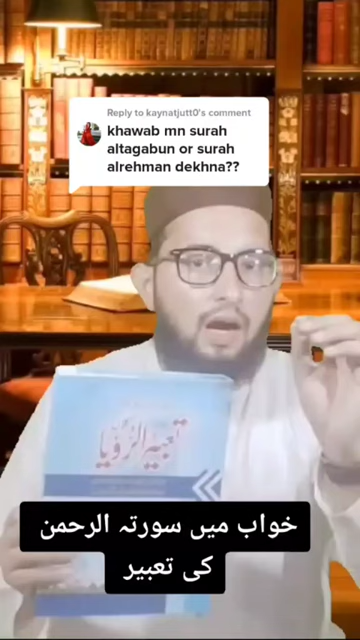 Reply to kaynatjutt0's comment
khawab mn surah
altagabun or surah
alrehman dekhna??
تعبیر الرؤیا
خواب میں سورتہ الرحمن
کی تعبیر